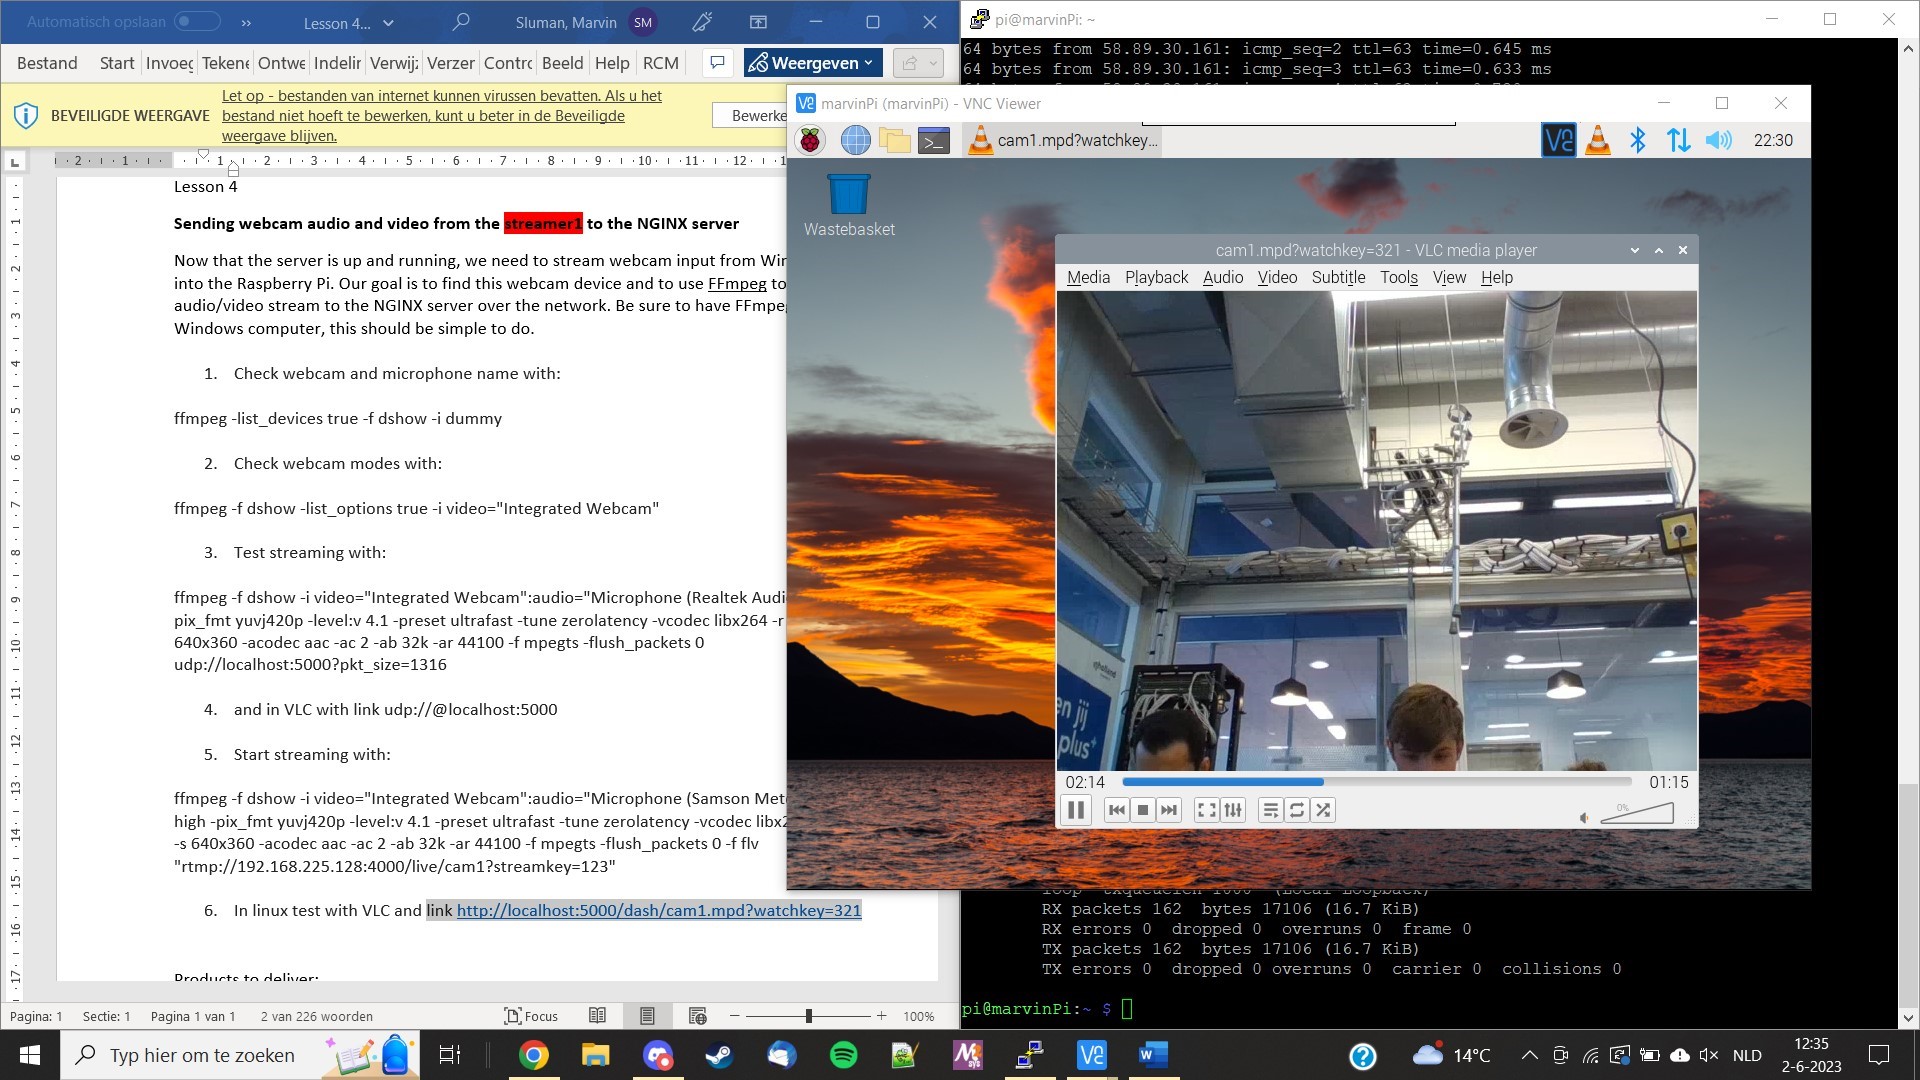 Automatisch opslaan
»
Lesson 4...
Sluman, Marvin
SM
Bestand
Start
Invoeg
Tekene
Ontwe
Indelin
Verwijz
Verzer
Contro
Beeld
Help
RCM
Weergeven
BEVEILIGDE WEERGAVE
Let op - bestanden van internet kunnen virussen bevatten. Als u het
bestand niet hoeft te bewerken, kunt u beter in de Beveiligde
weergave blijven.
Bewerke
Lesson 4
Sending webcam audio and video from the streamer1 to the NGINX server
Now that the server is up and running, we need to stream webcam input from Win
into the Raspberry Pi. Our goal is to find this webcam device and to use FFmpeg to
audio/video stream to the NGINX server over the network. Be sure to have FFmpeg
Windows computer, this should be simple to do.
1. Check webcam and microphone name with:
ffmpeg -list_devices true -f dshow -i dummy
2. Check webcam modes with:
ffmpeg -f dshow -list_options true -i video="Integrated Webcam"
3. Test streaming with:
ffmpeg -f dshow -i video="Integrated Webcam":audio="Microphone (Realtek Audi
pix_fmt yuvj420p -level:v 4.1 -preset ultrafast -tune zerolatency -vcodec libx264 -r
640x360 -acodec aac -ac 2 -ab 32k -ar 44100 -f mpegts -flush_packets 0
udp://localhost:5000?pkt_size=1316
4. and in VLC with link udp://@localhost:5000
5. Start streaming with:
ffmpeg -f dshow -i video="Integrated Webcam":audio="Microphone (Samson Mete
high -pix_fmt yuvj420p -level:v 4.1 -preset ultrafast -tune zerolatency -vcodec libx2
-s 640x360 -acodec aac -ac 2 -ab 32k -ar 44100 -f mpegts -flush_packets 0 -f flv
"rtmp://192.168.225.128:4000/live/cam1?streamkey=123"
6. In linux test with VLC and link http://localhost:5000/dash/cam1.mpd?watchkey=321
Products to deliver:
Pagina: 1
Sectie: 1
Pagina 1 van 1
2 van 226 woorden
Focus
100%
pi@marvinPi: ~
64 bytes from 58.89.30.161: icmp_seq=2 ttl=63 time=0.645 ms
64 bytes from 58.89.30.161: icmp_seq=3 ttl=63 time=0.633 ms
marvinPi (marvinPi) - VNC Viewer
cam1.mpd?watchkey...
22:30
Wastebasket
cam1.mpd?watchkey=321 - VLC media player
Media Playback Audio Video Subtitle Tools View Help
en jij
plus+
02:14
01:15
0%
loop txqueuelen 1000 (Local Loopback)
RX packets 162 bytes 17106 (16.7 KiB)
RX errors 0 dropped 0 overruns 0 frame 0
TX packets 162 bytes 17106 (16.7 KiB)
TX errors 0 dropped 0 overruns 0 carrier 0 collisions 0
pi@marvinPi:~ $
Typ hier om te zoeken
14°C
NLD
12:35
2-6-2023